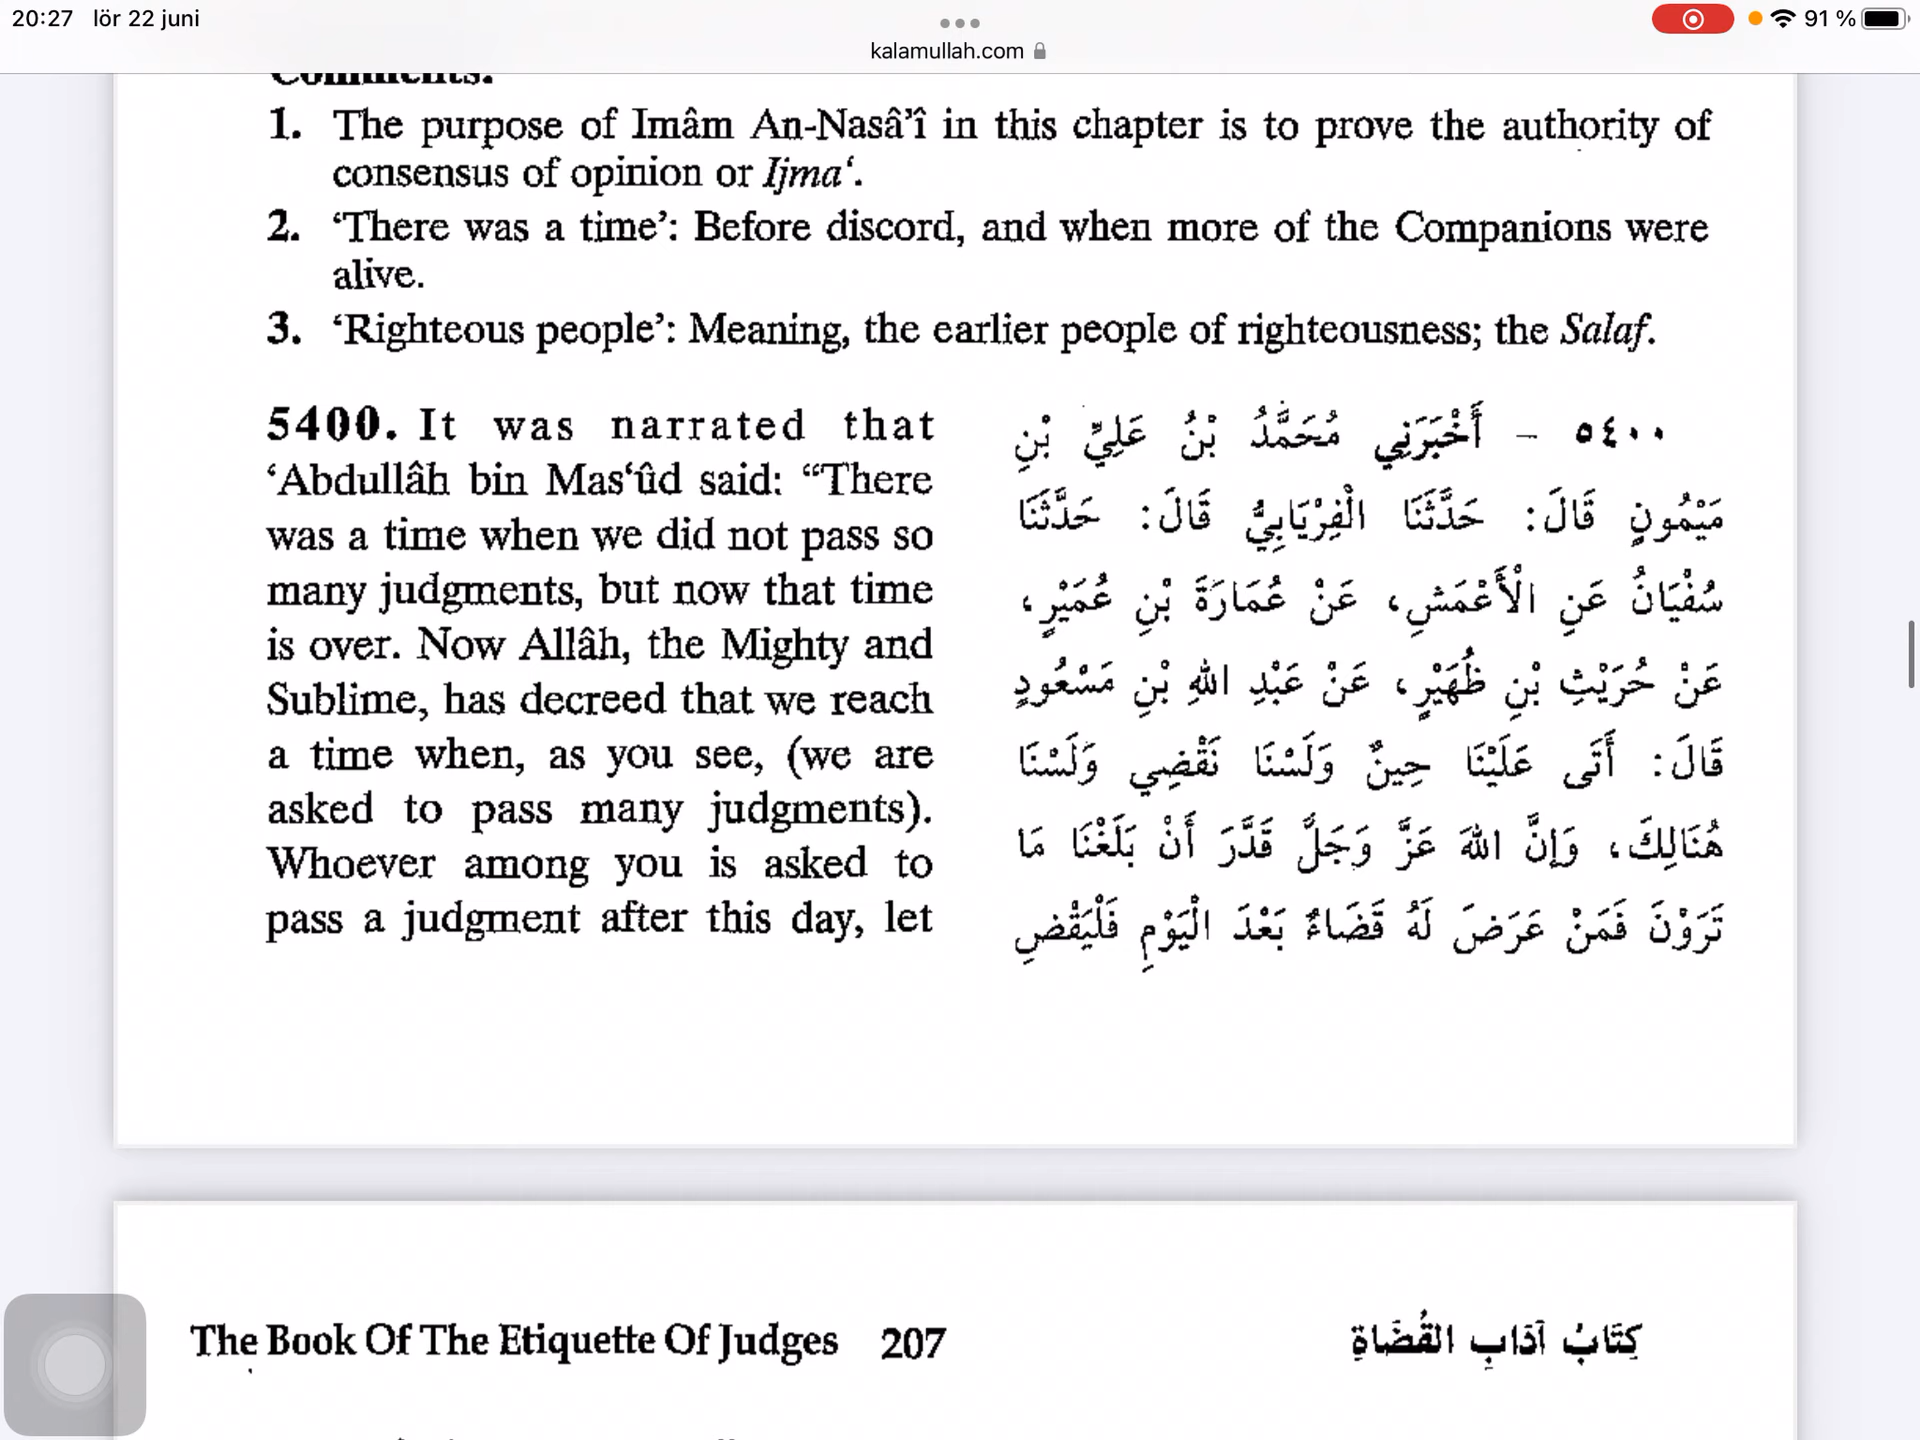 20:27 lör 22 juni
91 %
kalamullah.com
Comments:
1. The purpose of Imâm An-Nasâ’î in this chapter is to prove the authority of
consensus of opinion or Ijma‘.
2. ‘There was a time’: Before discord, and when more of the Companions were
alive.
3. ‘Righteous people’: Meaning, the earlier people of righteousness; the Salaf.
5400. It was narrated that
‘Abdullâh bin Mas‘ûd said: “There
was a time when we did not pass so
many judgments, but now that time
is over. Now Allâh, the Mighty and
Sublime, has decreed that we reach
a time when, as you see, (we are
asked to pass many judgments).
Whoever among you is asked to
pass a judgment after this day, let
٥٤٠٠ – أَخْبَرَنِي مُحَمَّدُ بْنُ عَلِيِّ بْنِ
مَيْمُونٍ قَالَ: حَدَّثَنَا الْفِرْيَابِيُّ قَالَ: حَدَّثَنَا
سُفْيَانُ عَنِ الْأَعْمَشِ، عَنْ عُمَارَةَ بْنِ عُمَيْرٍ،
عَنْ حُرَيْثِ بْنِ ظُهَيْرٍ، عَنْ عَبْدِ اللهِ بْنِ مَسْعُودٍ
قَالَ: أَتَى عَلَيْنَا حِينٌ وَلَسْنَا نَقْضِي وَلَسْنَا
هُنَالِكَ، وَإِنَّ اللهَ عَزَّ وَجَلَّ قَدَّرَ أَنْ بَلَغْنَا مَا
تَرَوْنَ فَمَنْ عَرَضَ لَهُ قَضَاءٌ بَعْدَ الْيَوْمِ فَلْيَقْضِ
The Book Of The Etiquette Of Judges 207
كِتَابُ آدَابِ الْقُضَاةِ